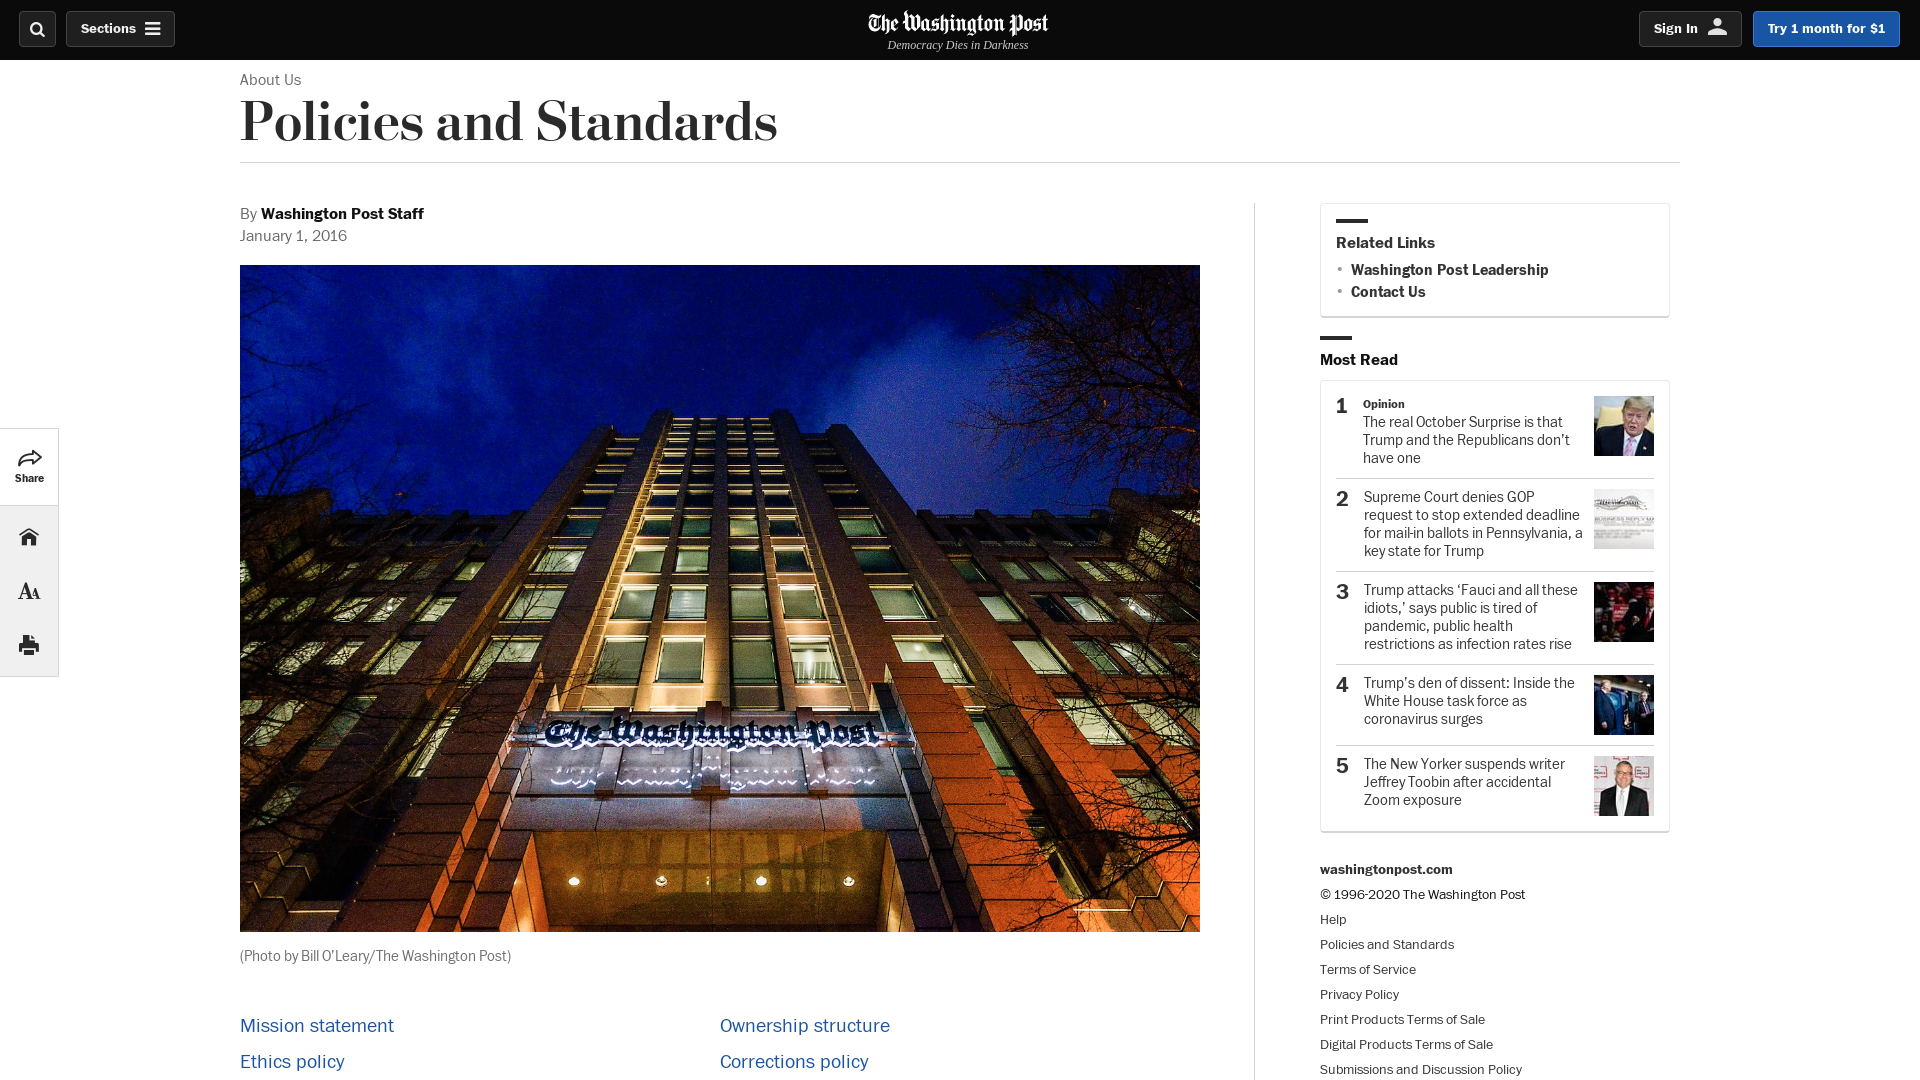 Sections
The Washington Post
Democracy Dies in Darkness
Sign In
Try 1 month for $1
About Us
Policies and Standards
By Washington Post Staff
January 1, 2016
The Washington Post
(Photo by Bill O'Leary/The Washington Post)
Mission statement
Ownership structure
Ethics policy
Corrections policy
Share
AA
Related Links
• Washington Post Leadership
• Contact Us
Most Read
1 Opinion
The real October Surprise is that
Trump and the Republicans don’t
have one
2 Supreme Court denies GOP
request to stop extended deadline
for mail-in ballots in Pennsylvania, a
key state for Trump
3 Trump attacks ‘Fauci and all these
idiots,’ says public is tired of
pandemic, public health
restrictions as infection rates rise
4 Trump’s den of dissent: Inside the
White House task force as
coronavirus surges
5 The New Yorker suspends writer
Jeffrey Toobin after accidental
Zoom exposure
washingtonpost.com
© 1996-2020 The Washington Post
Help
Policies and Standards
Terms of Service
Privacy Policy
Print Products Terms of Sale
Digital Products Terms of Sale
Submissions and Discussion Policy